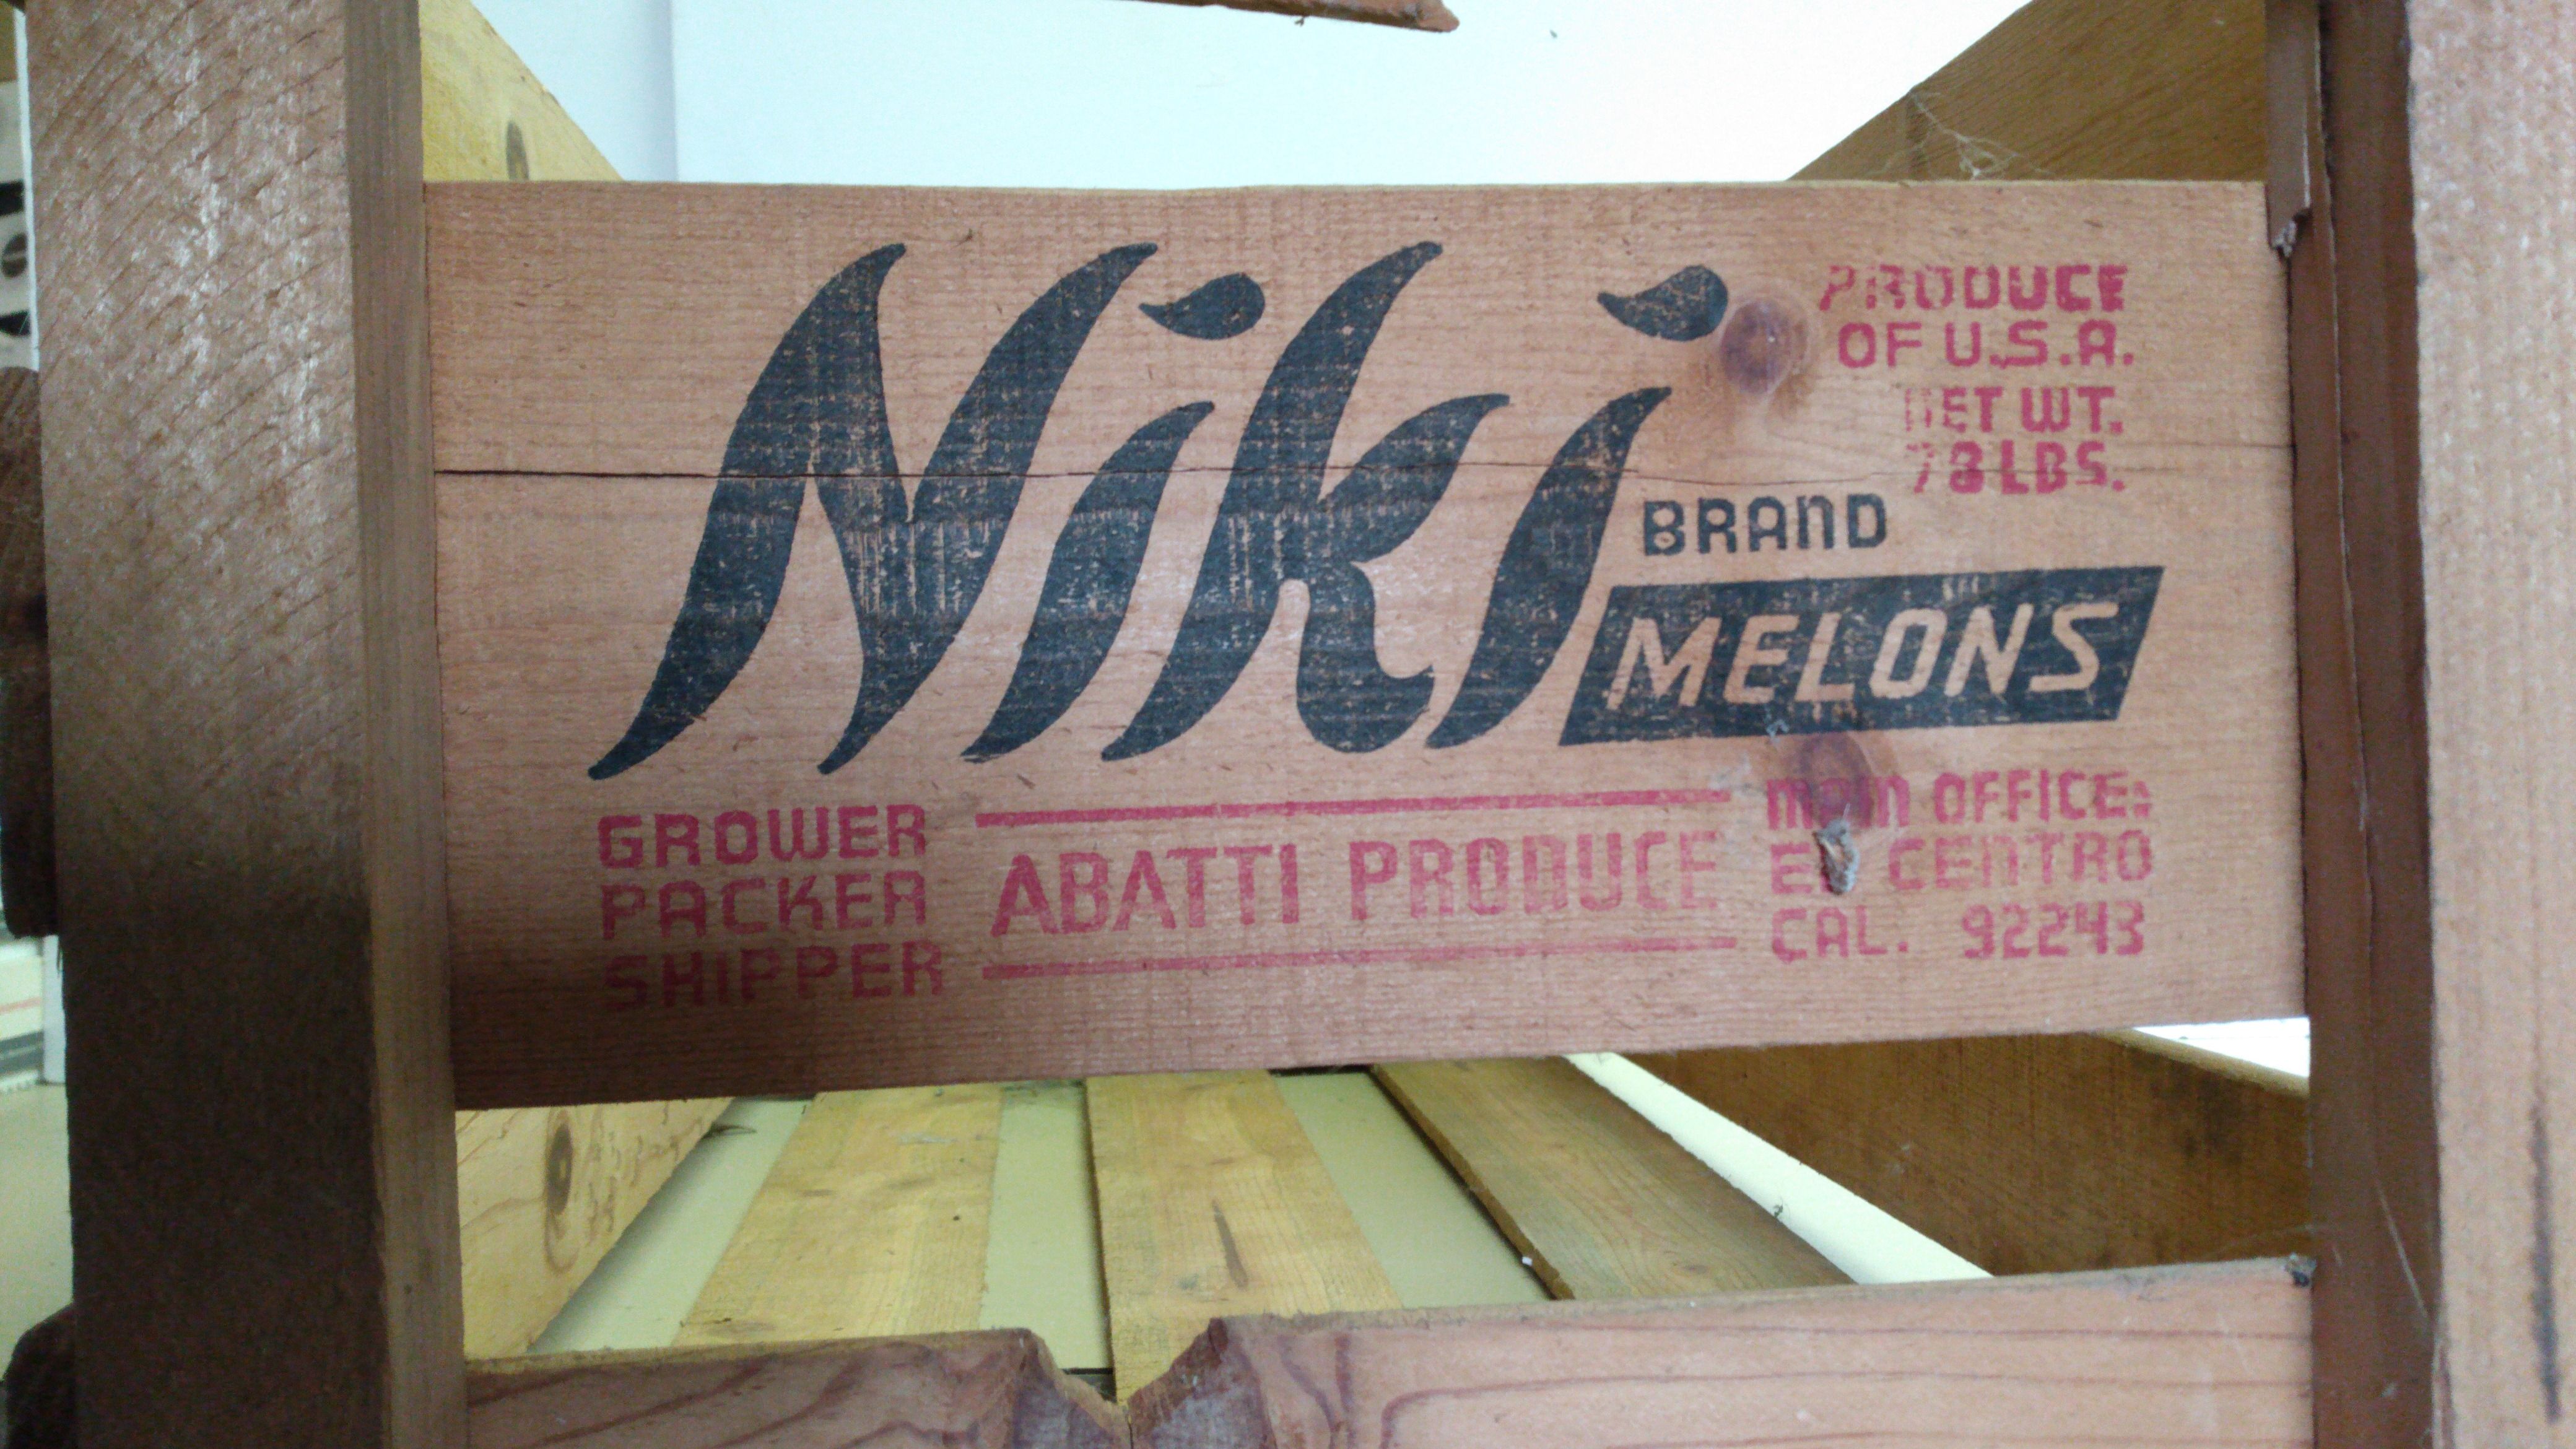 Niki
PRODUCE
OF U.S.A.
NET WT.
78 LBS.
BRAND
MELONS
GROWER
PACKER
SHIPPER
ABATTI PRODUCE
MAIN OFFICE:
EL CENTRO
CAL. 92243